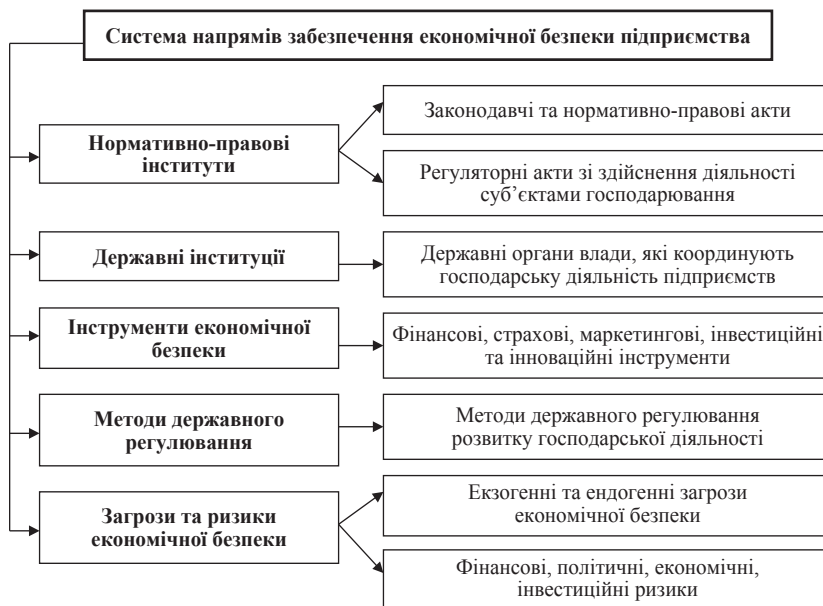 Система напрямів забезпечення економічної безпеки підприємства
Нормативно-правові
інститути
Законодавчі та нормативно-правові акти
Регуляторні акти зі здійснення діяльності
суб’єктами господарювання
Державні інституції
Державні органи влади, які координують
господарську діяльність підприємств
Інструменти економічної
безпеки
Фінансові, страхові, маркетингові, інвестиційні
та інноваційні інструменти
Методи державного
регулювання
Методи державного регулювання
розвитку господарської діяльності
Загрози та ризики
економічної безпеки
Екзогенні та ендогенні загрози
економічної безпеки
Фінансові, політичні, економічні,
інвестиційні ризики